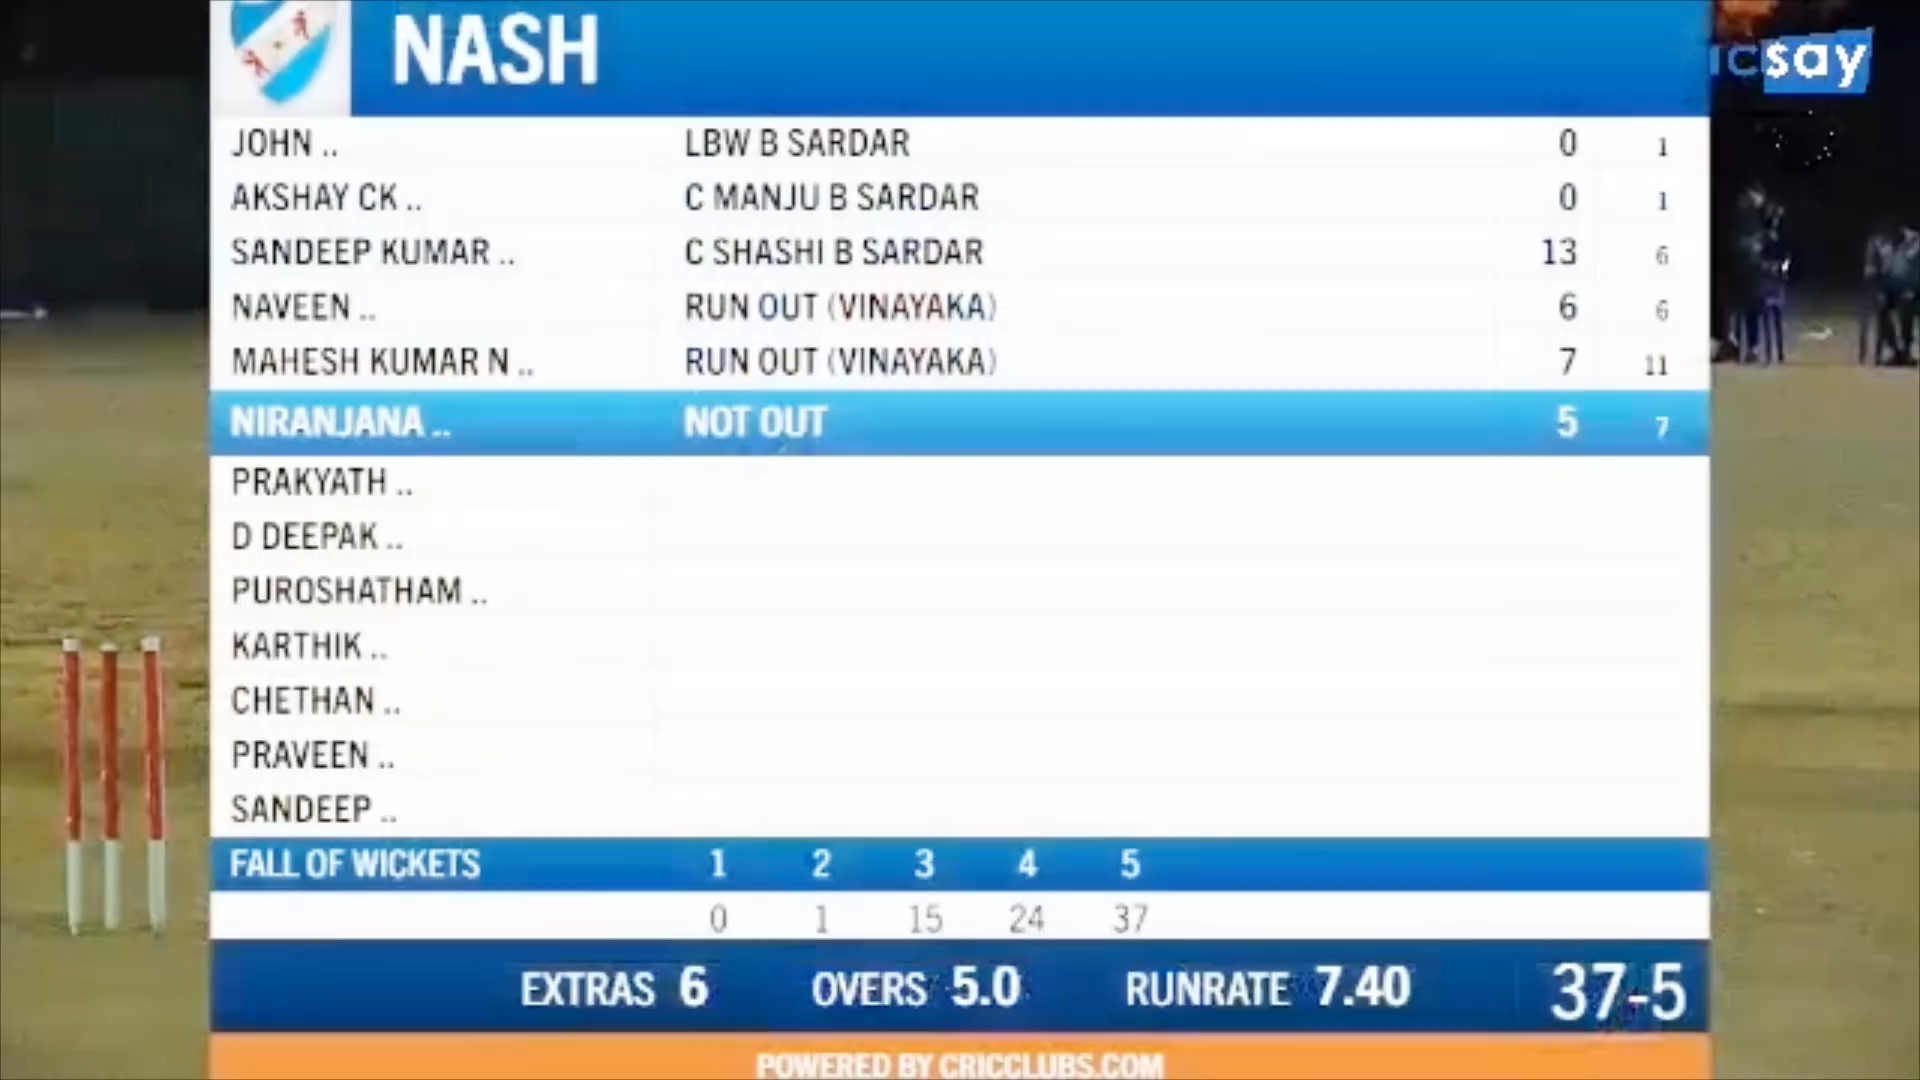 NASH
icsay
JOHN .. LBW B SARDAR 0 1
AKSHAY CK .. C MANJU B SARDAR 0 1
SANDEEP KUMAR .. C SHASHI B SARDAR 13 6
NAVEEN .. RUN OUT (VINAYAKA) 6 6
MAHESH KUMAR N .. RUN OUT (VINAYAKA) 7 11
NIRANJANA .. NOT OUT 5 7
PRAKYATH ..
D DEEPAK ..
PUROSHATHAM ..
KARTHIK ..
CHETHAN ..
PRAVEEN ..
SANDEEP ..
FALL OF WICKETS 1 2 3 4 5
0 1 15 24 37
EXTRAS 6 OVERS 5.0 RUNRATE 7.40 37-5
POWERED BY CRICCLUBS.COM